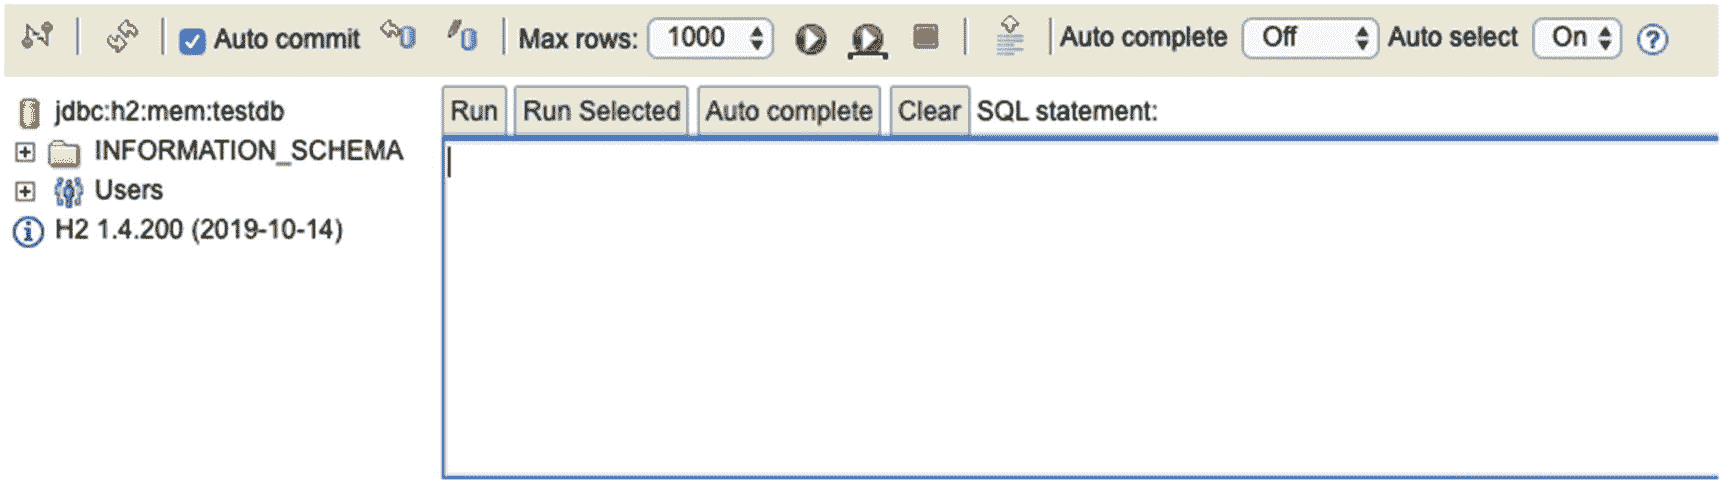 Auto commit Max rows: 1000 Auto complete Off Auto select On ?
jdbc:h2:mem:testdb
INFORMATION_SCHEMA
Users
H2 1.4.200 (2019-10-14)
Run Run Selected Auto complete Clear SQL statement: